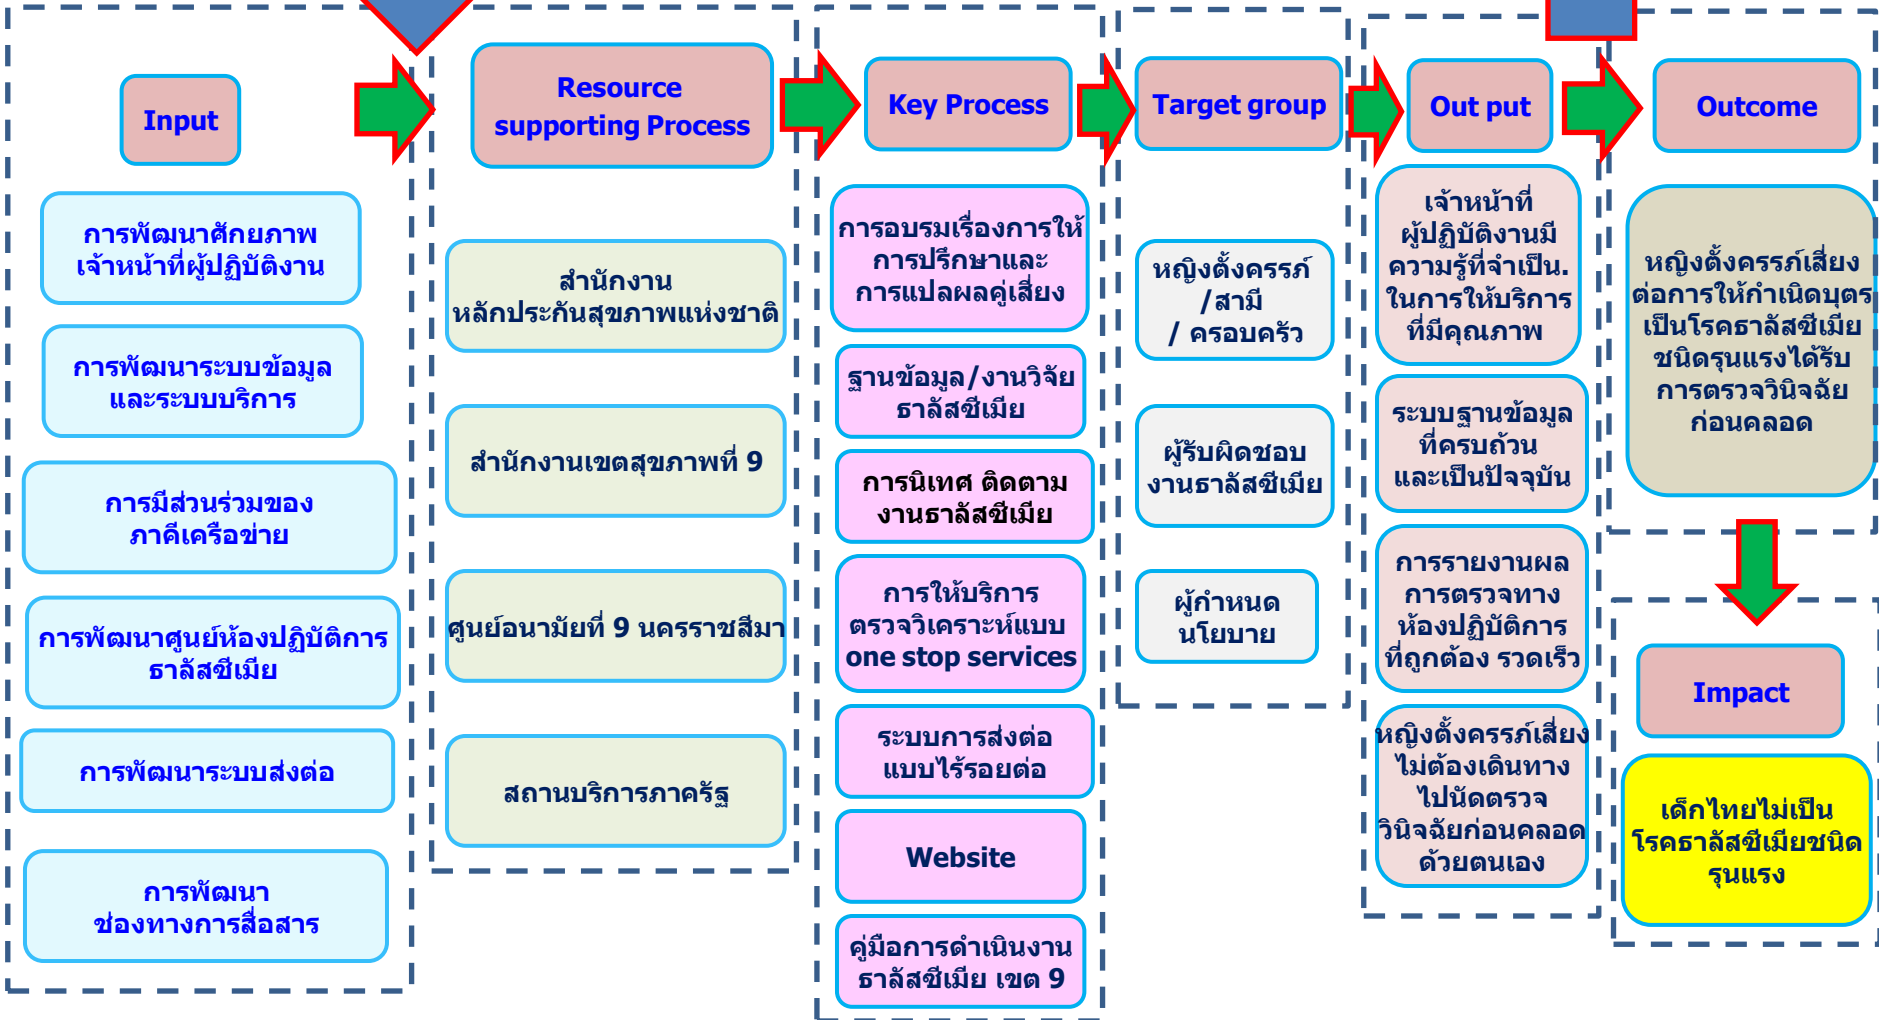 Input
การพัฒนาศักยภาพ
เจ้าหน้าที่ผู้ปฏิบัติงาน
การพัฒนาระบบข้อมูล
และระบบบริการ
การมีส่วนร่วมของ
ภาคีเครือข่าย
การพัฒนาศูนย์ห้องปฏิบัติการ
ธาลัสซีเมีย
การพัฒนาระบบส่งต่อ
การพัฒนา
ช่องทางการสื่อสาร
Resource
supporting Process
สำนักงาน
หลักประกันสุขภาพแห่งชาติ
สำนักงานเขตสุขภาพที่ 9
ศูนย์อนามัยที่ 9 นครราชสีมา
สถานบริการภาครัฐ
Key Process
การอบรมเรื่องการให้
การปรึกษาและ
การแปลผลคู่เสี่ยง
ฐานข้อมูล/งานวิจัย
ธาลัสซีเมีย
การนิเทศ ติดตาม
งานธาลัสซีเมีย
การให้บริการ
ตรวจวิเคราะห์แบบ
one stop services
ระบบการส่งต่อ
แบบไร้รอยต่อ
Website
คู่มือการดำเนินงาน
ธาลัสซีเมีย เขต 9
Target group
หญิงตั้งครรภ์
/สามี
/ ครอบครัว
ผู้รับผิดชอบ
งานธาลัสซีเมีย
ผู้กำหนด
นโยบาย
Out put
เจ้าหน้าที่
ผู้ปฏิบัติงานมี
ความรู้ที่จำเป็น.
ในการให้บริการ
ที่มีคุณภาพ
ระบบฐานข้อมูล
ที่ครบถ้วน
และเป็นปัจจุบัน
การรายงานผล
การตรวจทาง
ห้องปฏิบัติการ
ที่ถูกต้อง รวดเร็ว
หญิงตั้งครรภ์เสี่ยง
ไม่ต้องเดินทาง
ไปนัดตรวจ
วินิจฉัยก่อนคลอด
ด้วยตนเอง
Outcome
หญิงตั้งครรภ์เสี่ยง
ต่อการให้กำเนิดบุตร
เป็นโรคธาลัสซีเมีย
ชนิดรุนแรงได้รับ
การตรวจวินิจฉัย
ก่อนคลอด
Impact
เด็กไทยไม่เป็น
โรคธาลัสซีเมียชนิด
รุนแรง